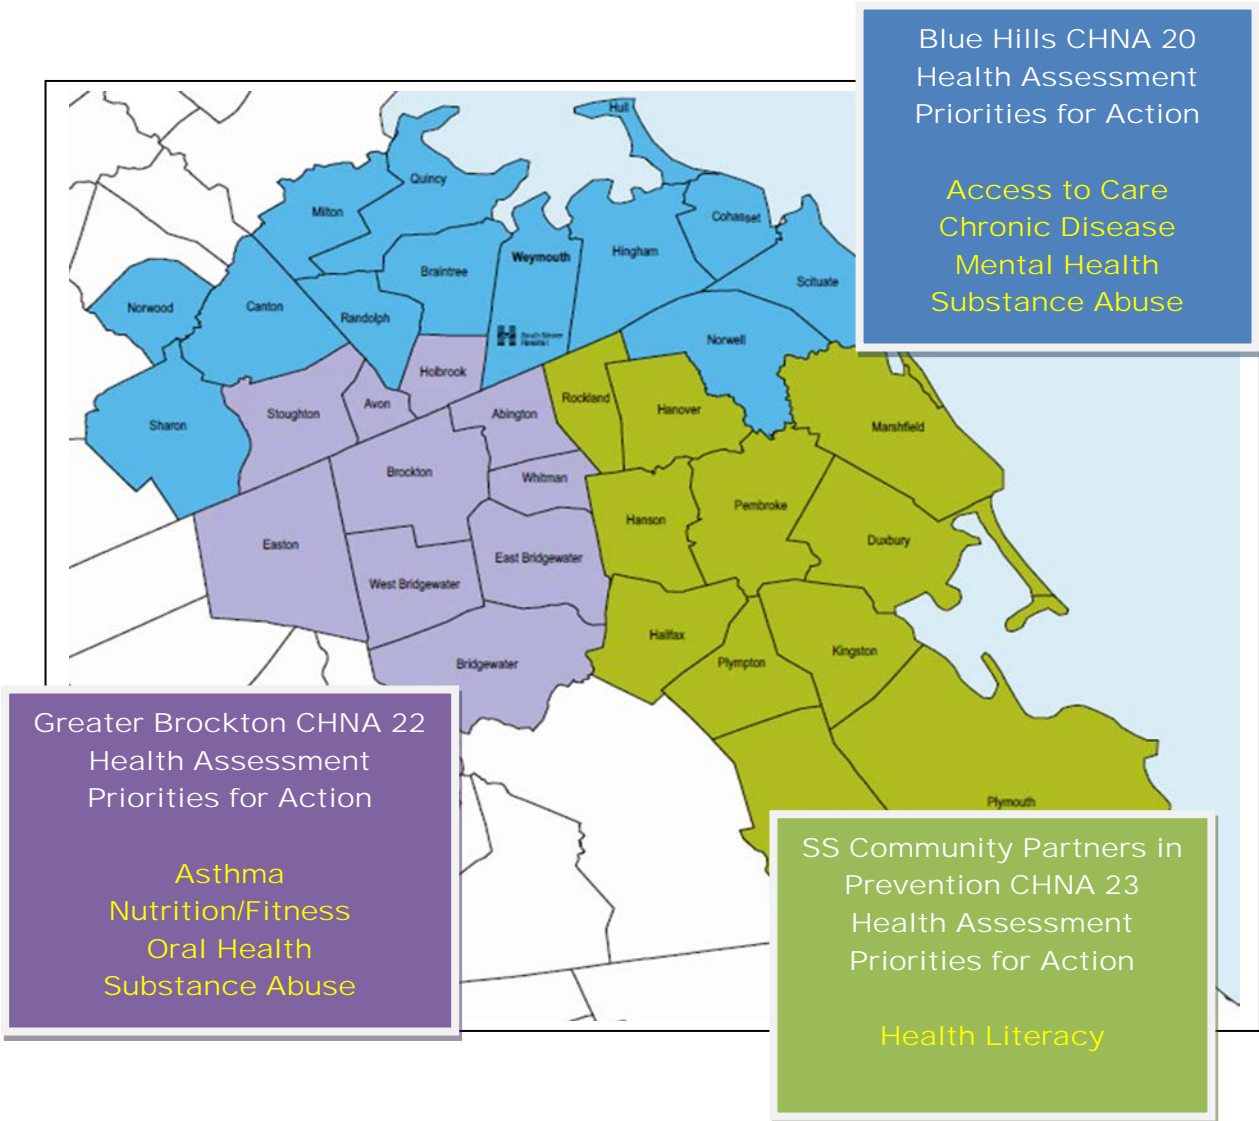 Blue Hills CHNA 20
Health Assessment
Priorities for Action
Access to Care
Chronic Disease
Mental Health
Substance Abuse
Hull
Quincy
Milton
Cohasset
Weymouth
Hingham
Braintree
Scituate
Norwood
Canton
Randolph
South Shore
Hospital
Norwell
Holbrook
Rockland
Hanover
Stoughton
Avon
Abington
Sharon
Marshfield
Brockton
Whitman
Pembroke
Hanson
Easton
Duxbury
East Bridgewater
West Bridgewater
Halifax
Kingston
Bridgewater
Plympton
Plymouth
Greater Brockton CHNA 22
Health Assessment
Priorities for Action
Asthma
Nutrition/Fitness
Oral Health
Substance Abuse
SS Community Partners in
Prevention CHNA 23
Health Assessment
Priorities for Action
Health Literacy